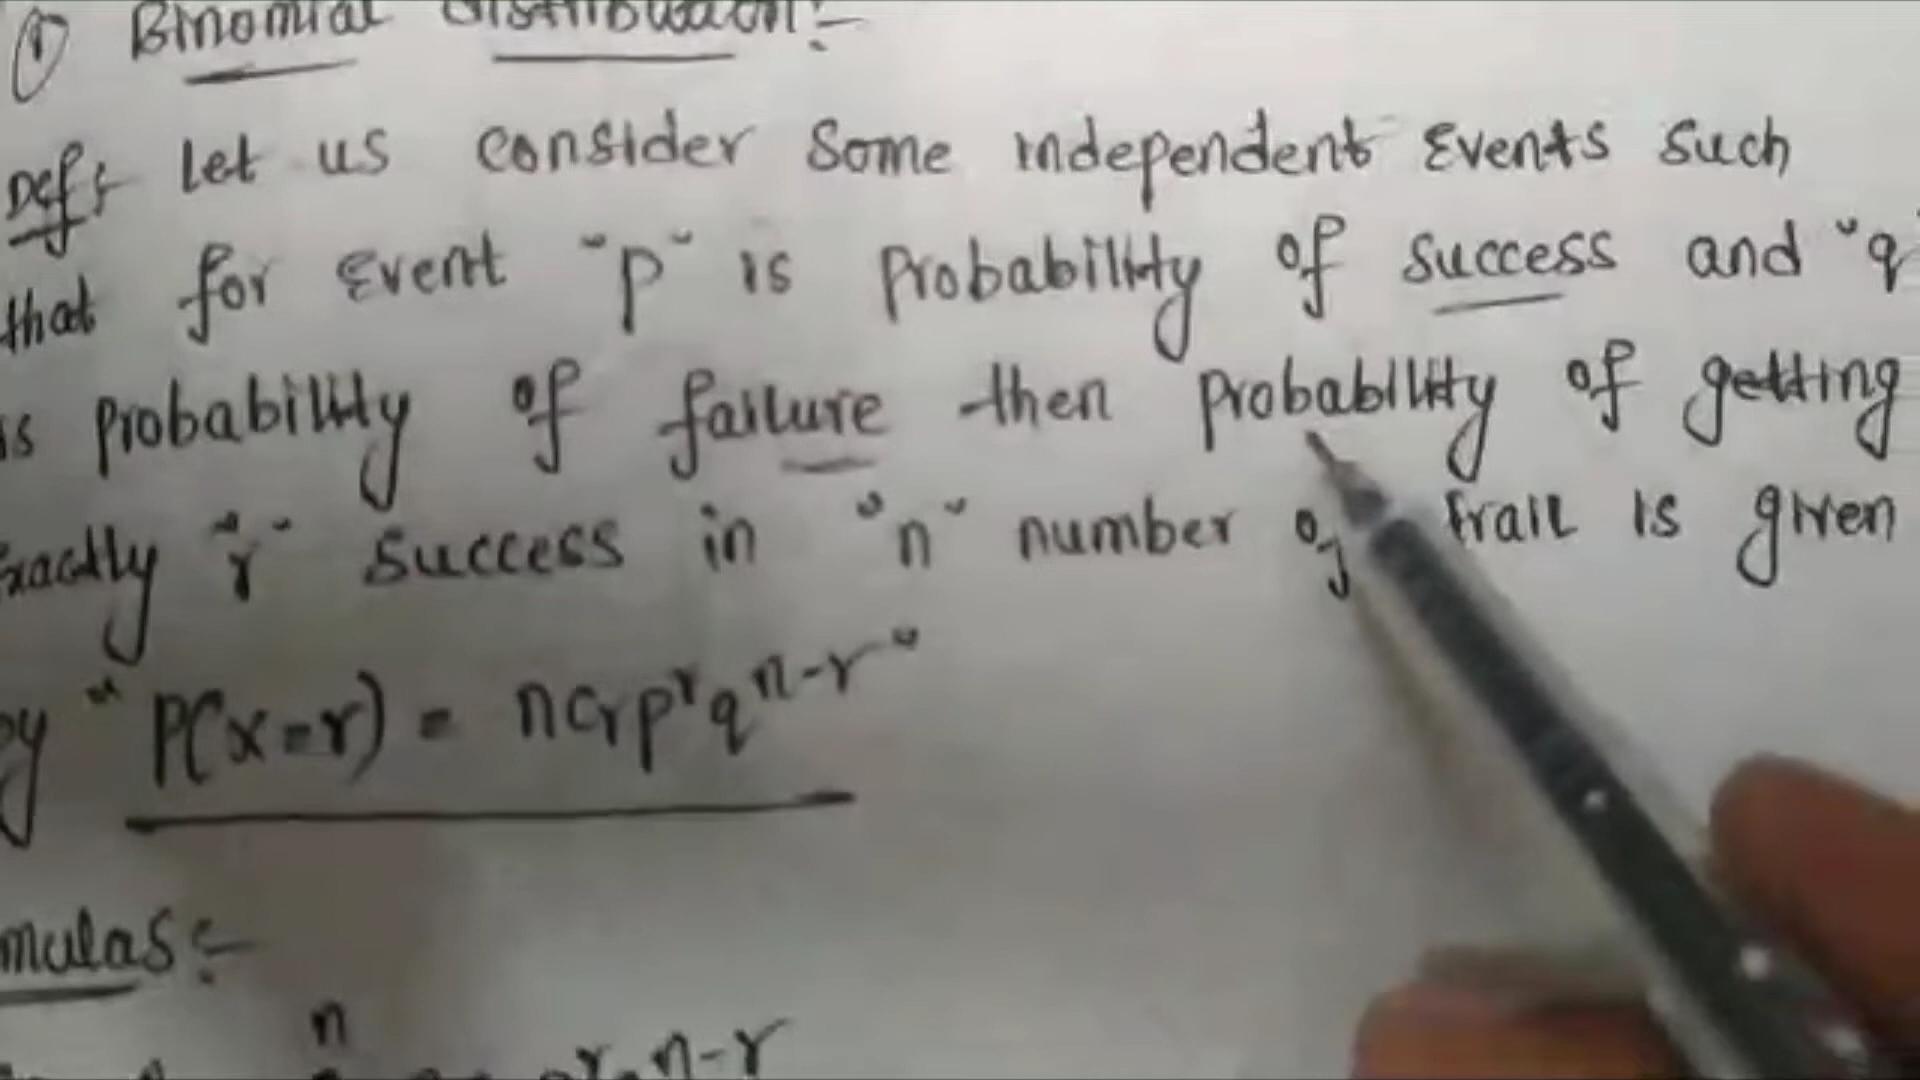 ① Binomial distribution:-
Def:- Let us consider some independent Events such
that for Event "p" is probability of success and "q"
is probability of failure then probability of getting
Exactly "r" success in "n" number of trail is given
by "P(x=r) = ncr p^r q^n-r"
mulas:-
n
r n-r